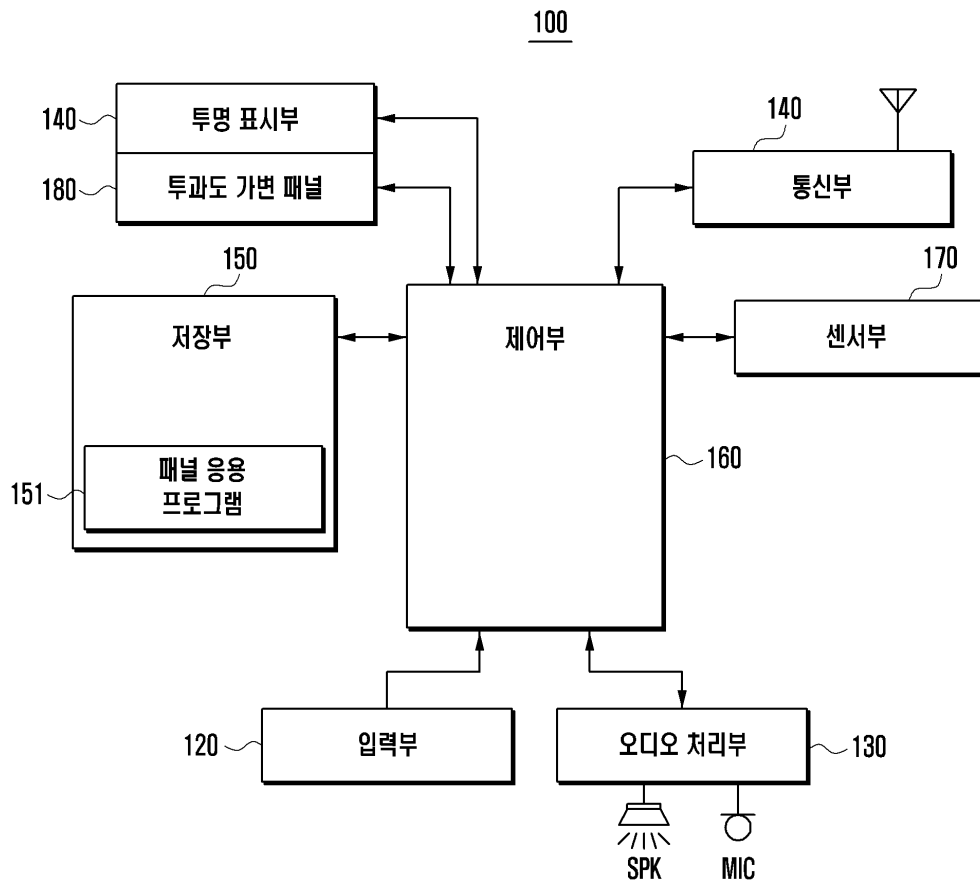 100
140
투명 표시부
180
투과도 가변 패널
140
통신부
150
저장부
제어부
170
센서부
160
151
패널 응용
프로그램
120
입력부
오디오 처리부
130
SPK
MIC